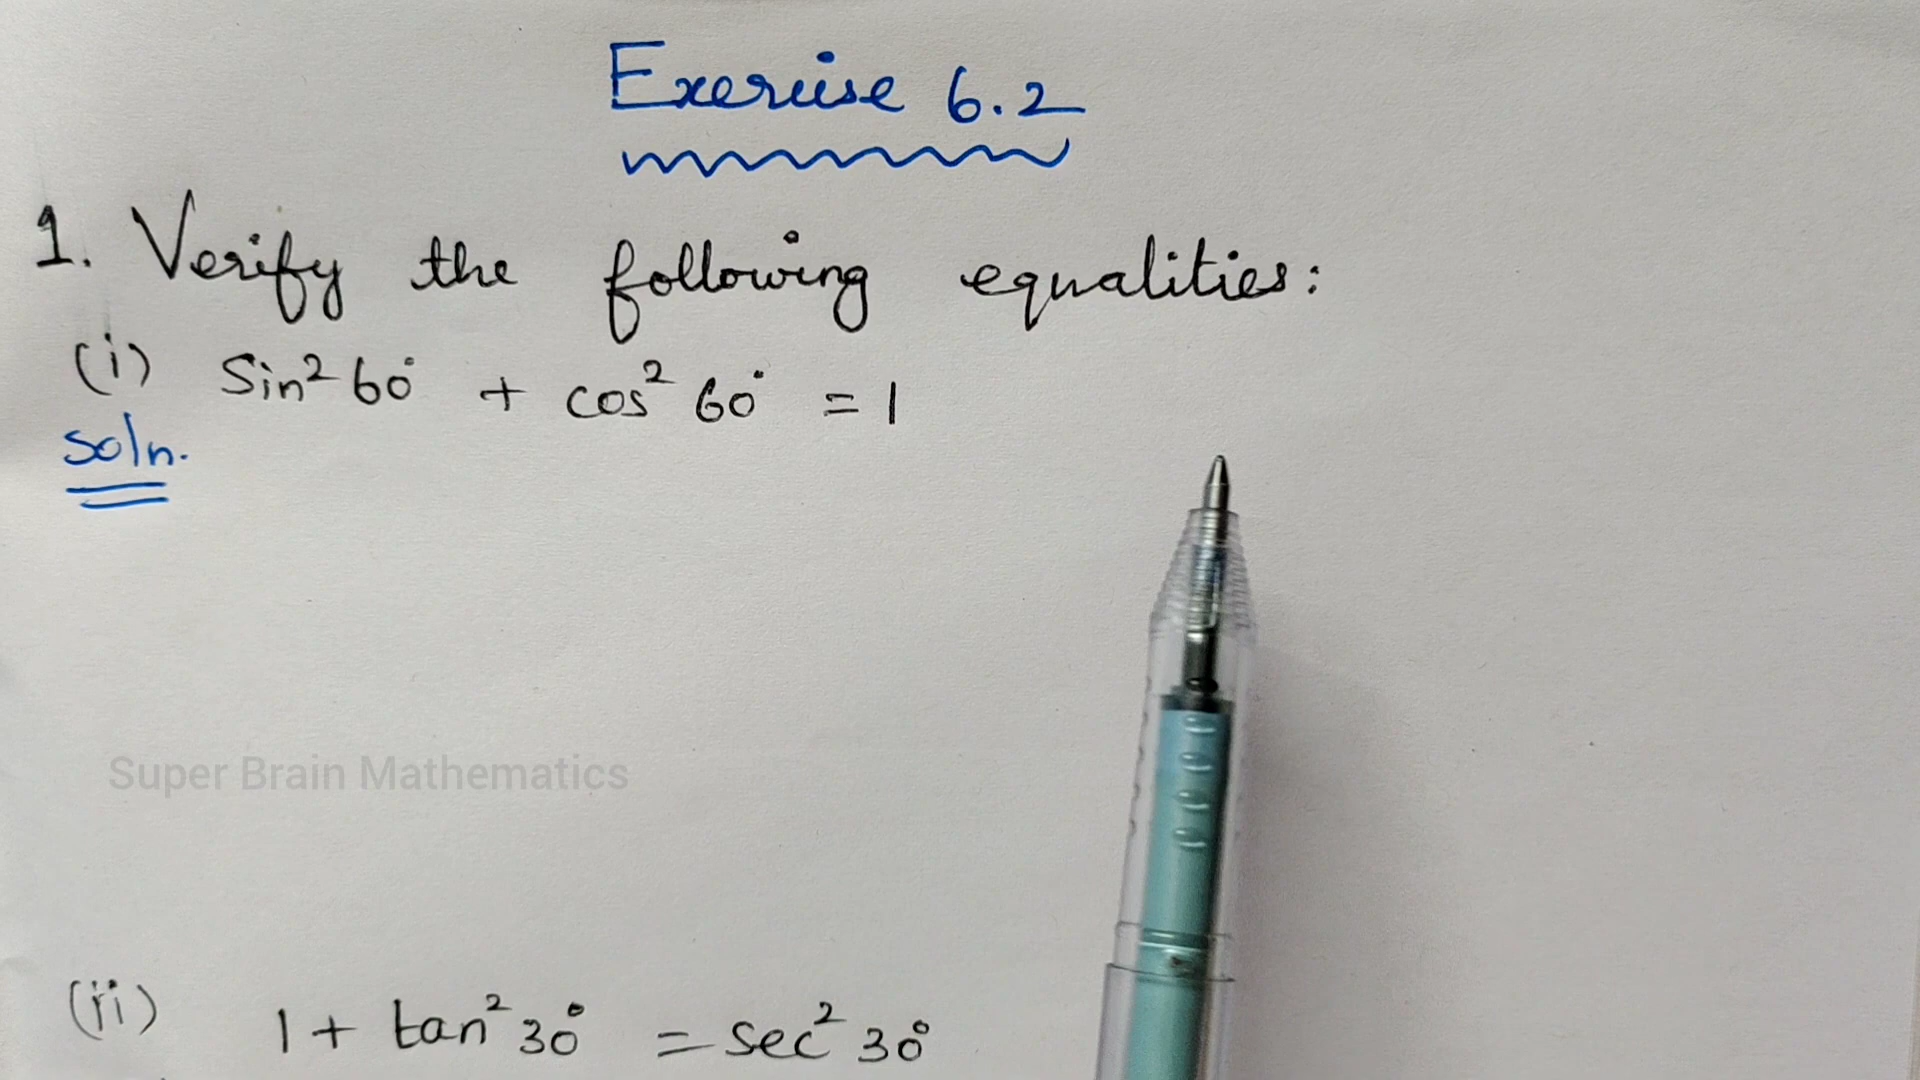 Exercise 6.2
1. Verify the following equalities:
(i) Sin² 60° + cos² 60° = 1
Soln.
Super Brain Mathematics
(ii) 1 + tan² 30° = sec² 30°